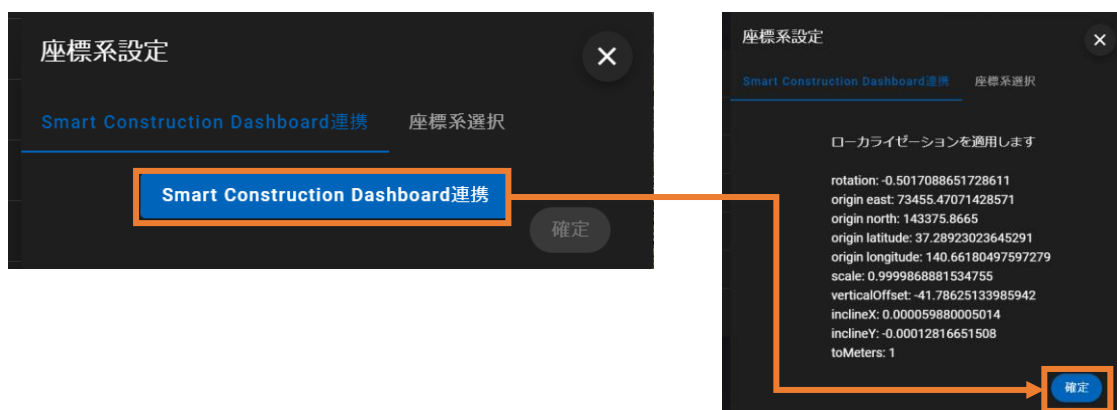 座標系設定
Smart Construction Dashboard連携
座標系選択
Smart Construction Dashboard連携
確定
座標系設定
Smart Construction Dashboard連携
座標系選択
ローカライゼーションを適用します
rotation: -0.5017088651728611
origin east: 73455.47071428571
origin north: 143375.8665
origin latitude: 37.28923023645291
origin longitude: 140.66180497597279
scale: 0.9999868881534755
verticalOffset: -41.78625133985942
inclineX: 0.000059880005014
inclineY: -0.00012816651508
toMeters: 1
確定